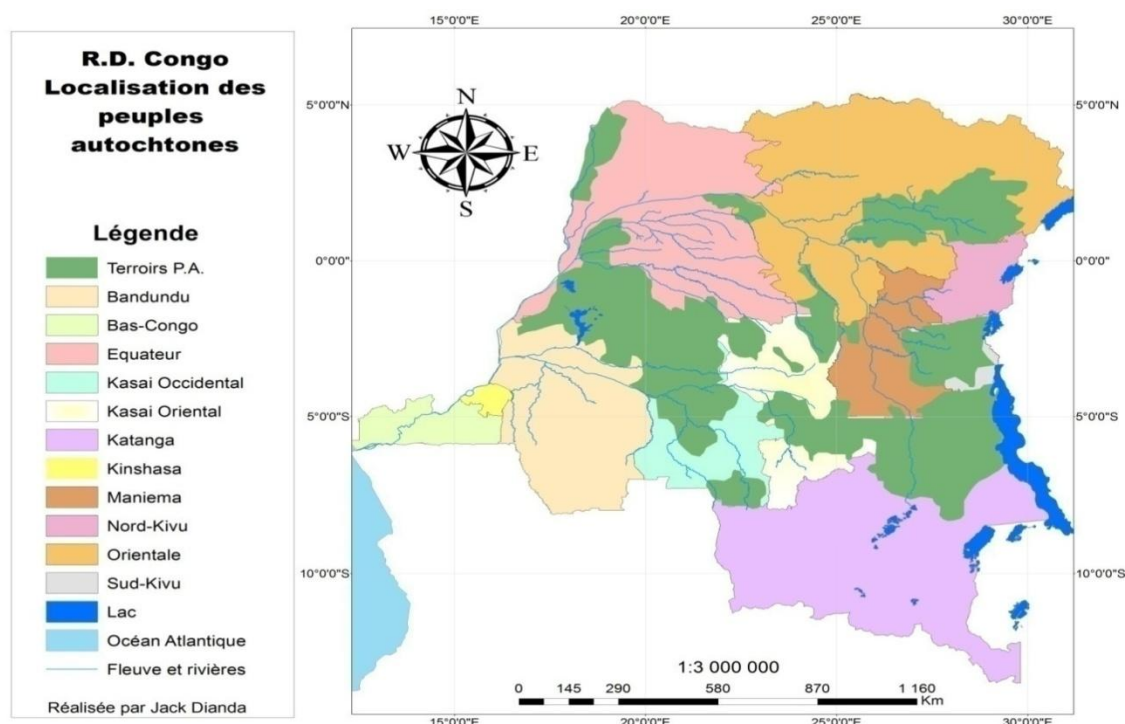 R.D. Congo
Localisation des
peuples
autochtones
Légende
Terroirs P.A.
Bandundu
Bas-Congo
Equateur
Kasai Occidental
Kasai Oriental
Katanga
Kinshasa
Maniema
Nord-Kivu
Orientale
Sud-Kivu
Lac
Océan Atlantique
Fleuve et rivières
Réalisée par Jack Dianda
15°0'0"E 20°0'0"E 25°0'0"E 30°0'0"E
N
W E
S
5°0'0"N 5°0'0"N
0°0'0" 0°0'0"
5°0'0"S 5°0'0"S
10°0'0"S 10°0'0"S
1:3 000 000
0 145 290 580 870 1 160
Km
15°0'0"E 20°0'0"E 25°0'0"E 30°0'0"E